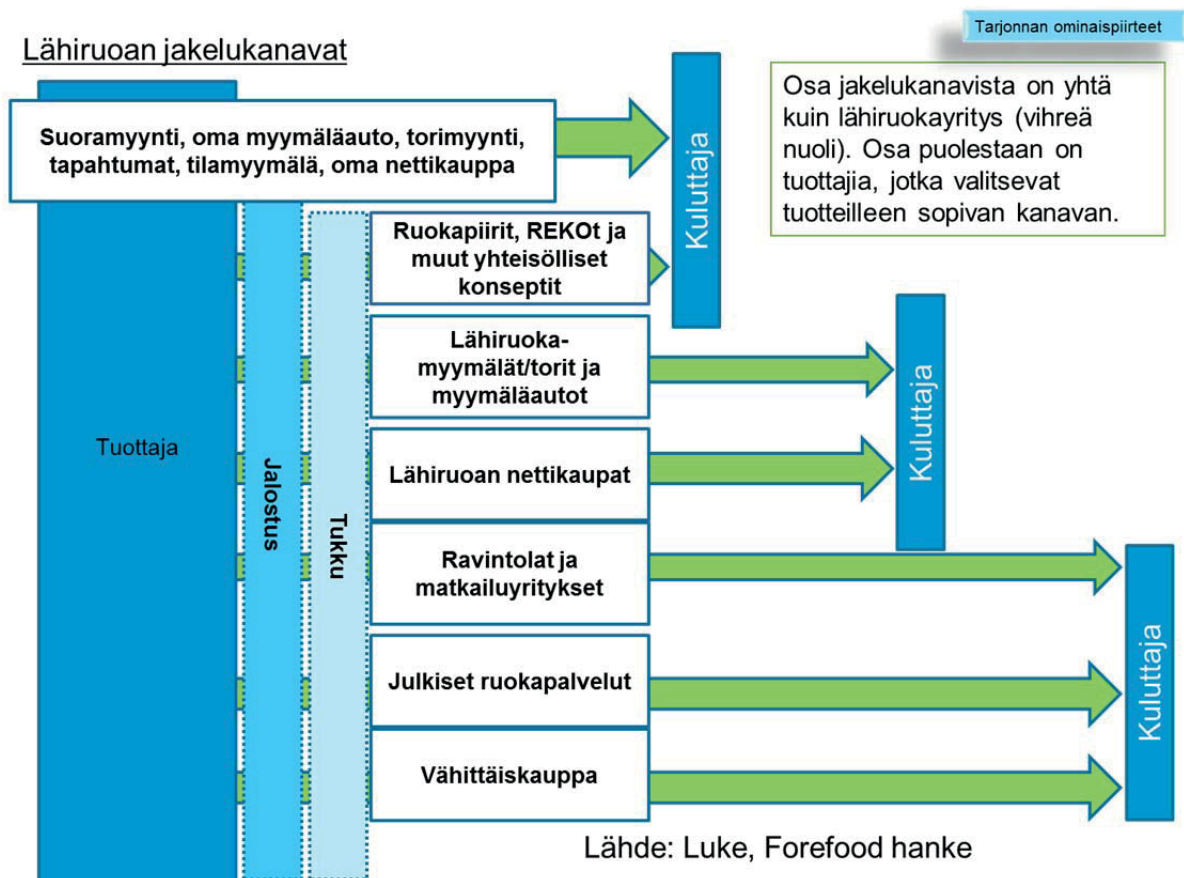 Tarjonnan ominaispiirteet
Lähiruoan jakelukanavat
Osa jakelukanavista on yhtä
kuin lähiruokayritys (vihreä
nuoli). Osa puolestaan on
tuottajia, jotka valitsevat
tuotteilleen sopivan kanavan.
Suoramyynti, oma myymäläauto, torimyynti,
tapahtumat, tilamyymälä, oma nettikauppa
Kuluttaja
Ruokapiirit, REKOt ja
muut yhteisölliset
konseptit
Lähiruoka-
myymälät/torit ja
myymäläautot
Kuluttaja
Tuottaja
Jalostus
Tukku
Lähiruoan nettikaupat
Ravintolat ja
matkailuyritykset
Kuluttaja
Julkiset ruokapalvelut
Vähittäiskauppa
Lähde: Luke, Forefood hanke